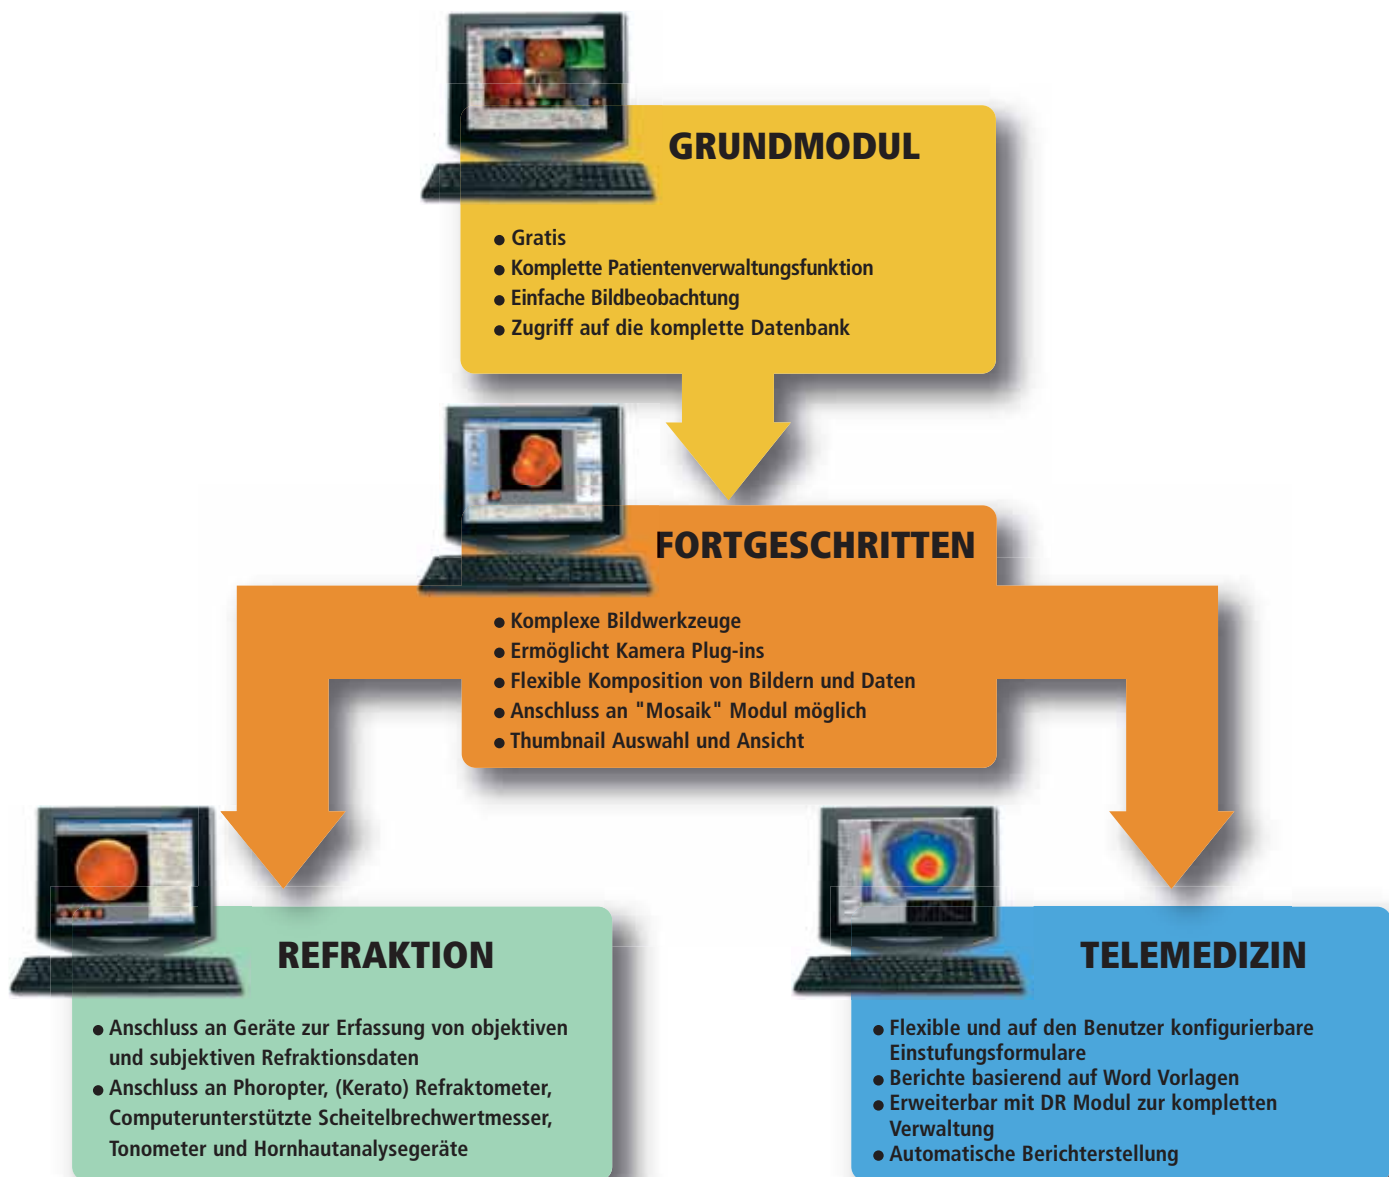 GRUNDMODUL
● Gratis
● Komplette Patientenverwaltungsfunktion
● Einfache Bildbeobachtung
● Zugriff auf die komplette Datenbank
FORTGESCHRITTEN
● Komplexe Bildwerkzeuge
● Ermöglicht Kamera Plug-ins
● Flexible Komposition von Bildern und Daten
● Anschluss an "Mosaik" Modul möglich
● Thumbnail Auswahl und Ansicht
REFRAKTION
● Anschluss an Geräte zur Erfassung von objektiven
und subjektiven Refraktionsdaten
● Anschluss an Phoropter, (Kerato) Refraktometer,
Computerunterstützte Scheitelbrechwertmesser,
Tonometer und Hornhautanalysegeräte
TELEMEDIZIN
● Flexible und auf den Benutzer konfigurierbare
Einstufungsformulare
● Berichte basierend auf Word Vorlagen
● Erweiterbar mit DR Modul zur kompletten
Verwaltung
● Automatische Berichterstellung